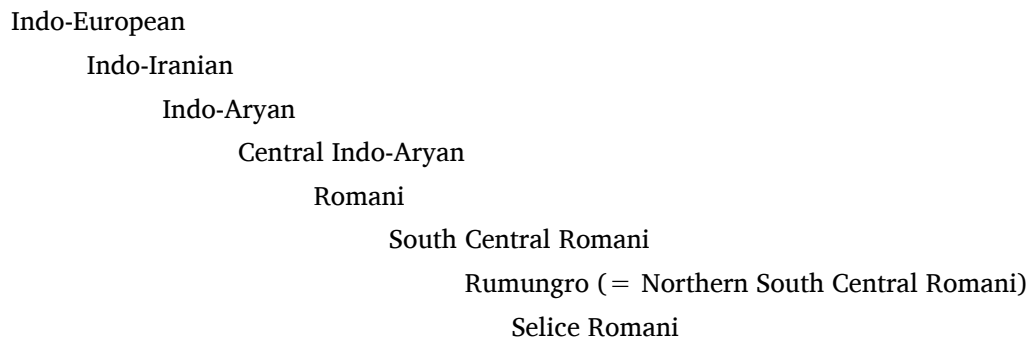 Indo-European
Indo-Iranian
Indo-Aryan
Central Indo-Aryan
Romani
South Central Romani
Rumungro (= Northern South Central Romani)
Selice Romani